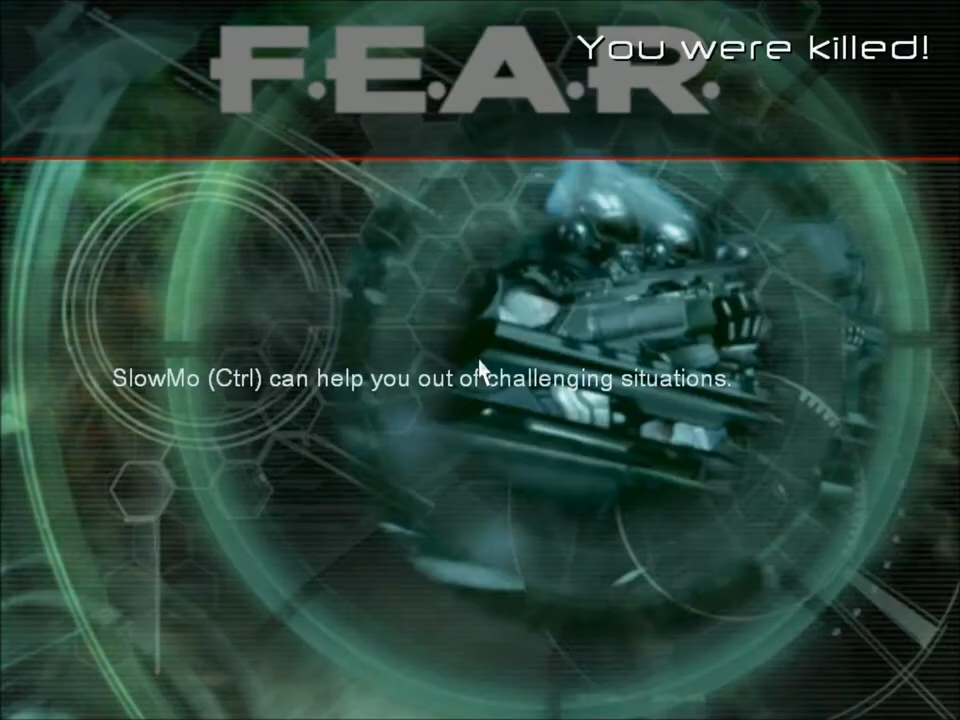 F.E.A.R.
You were killed!
SlowMo (Ctrl) can help you out of challenging situations.